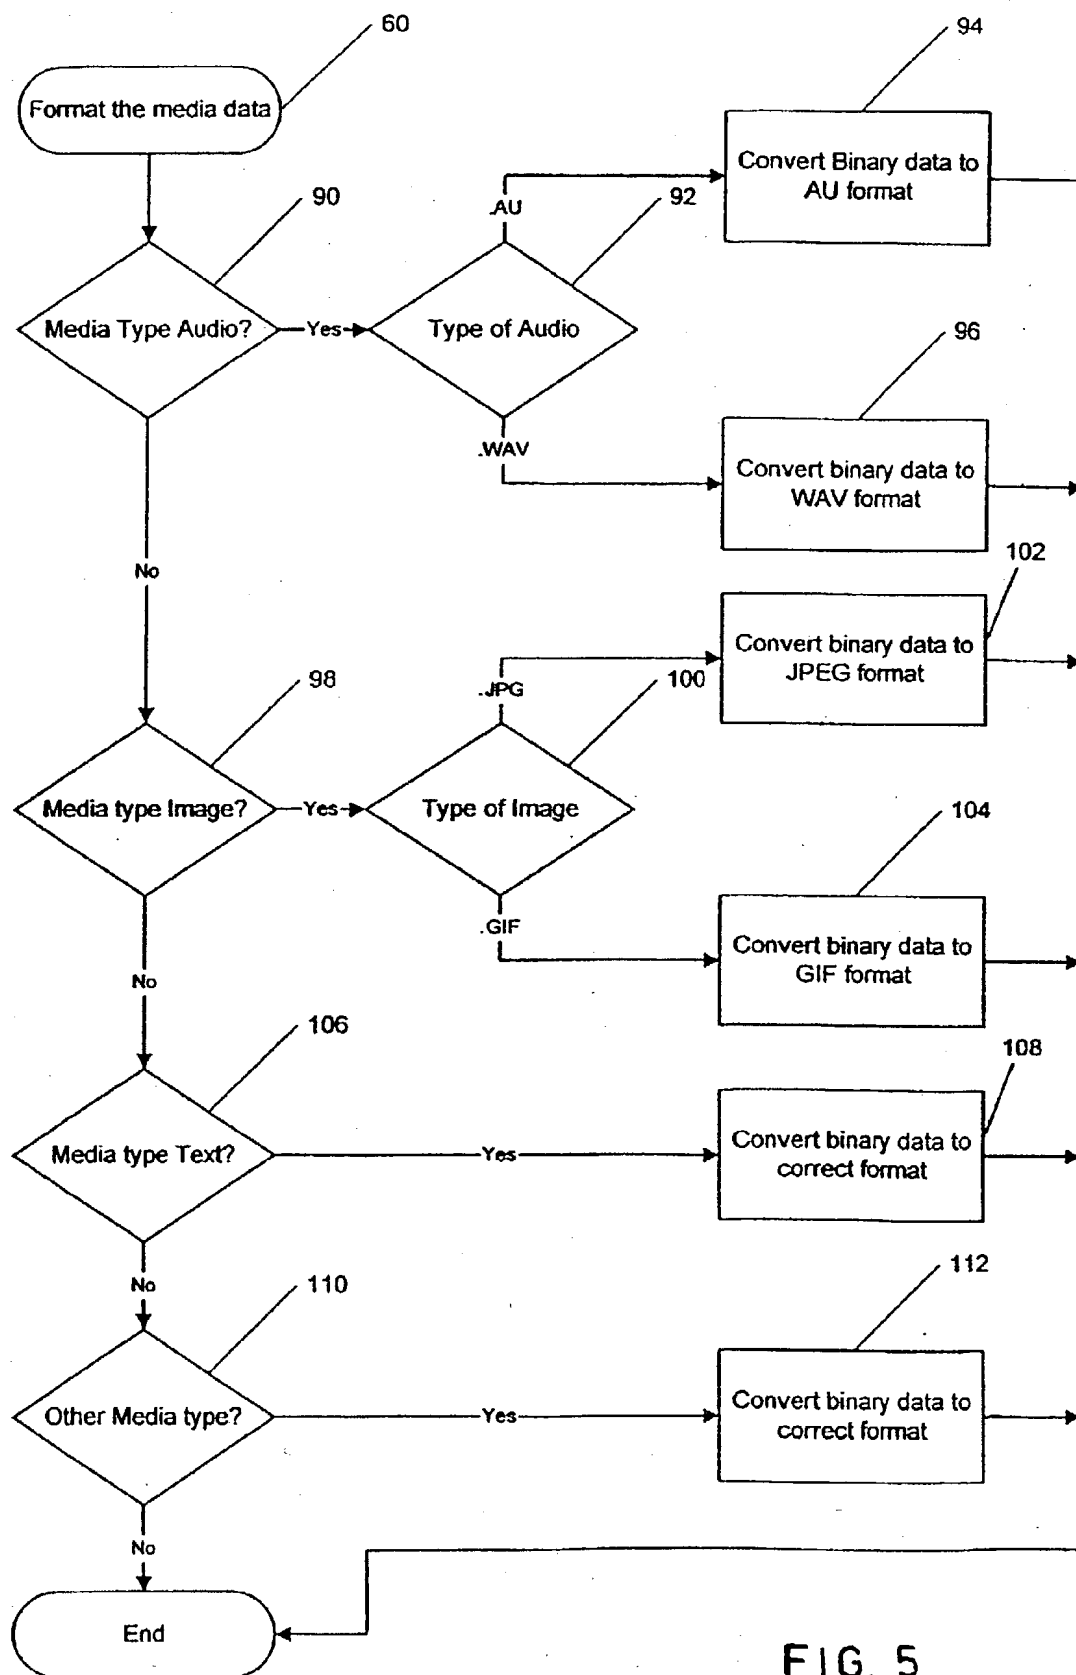 60
94
Format the media data
Convert Binary data to
AU format
90
.AU
92
Media Type Audio?
Yes
Type of Audio
96
.WAV
Convert binary data to
WAV format
No
102
Convert binary data to
JPEG format
98
.JPG
100
Media type Image?
Yes
Type of Image
104
.GIF
Convert binary data to
GIF format
No
106
108
Media type Text?
Yes
Convert binary data to
correct format
No
110
112
Other Media type?
Yes
Convert binary data to
correct format
No
End
FIG. 5